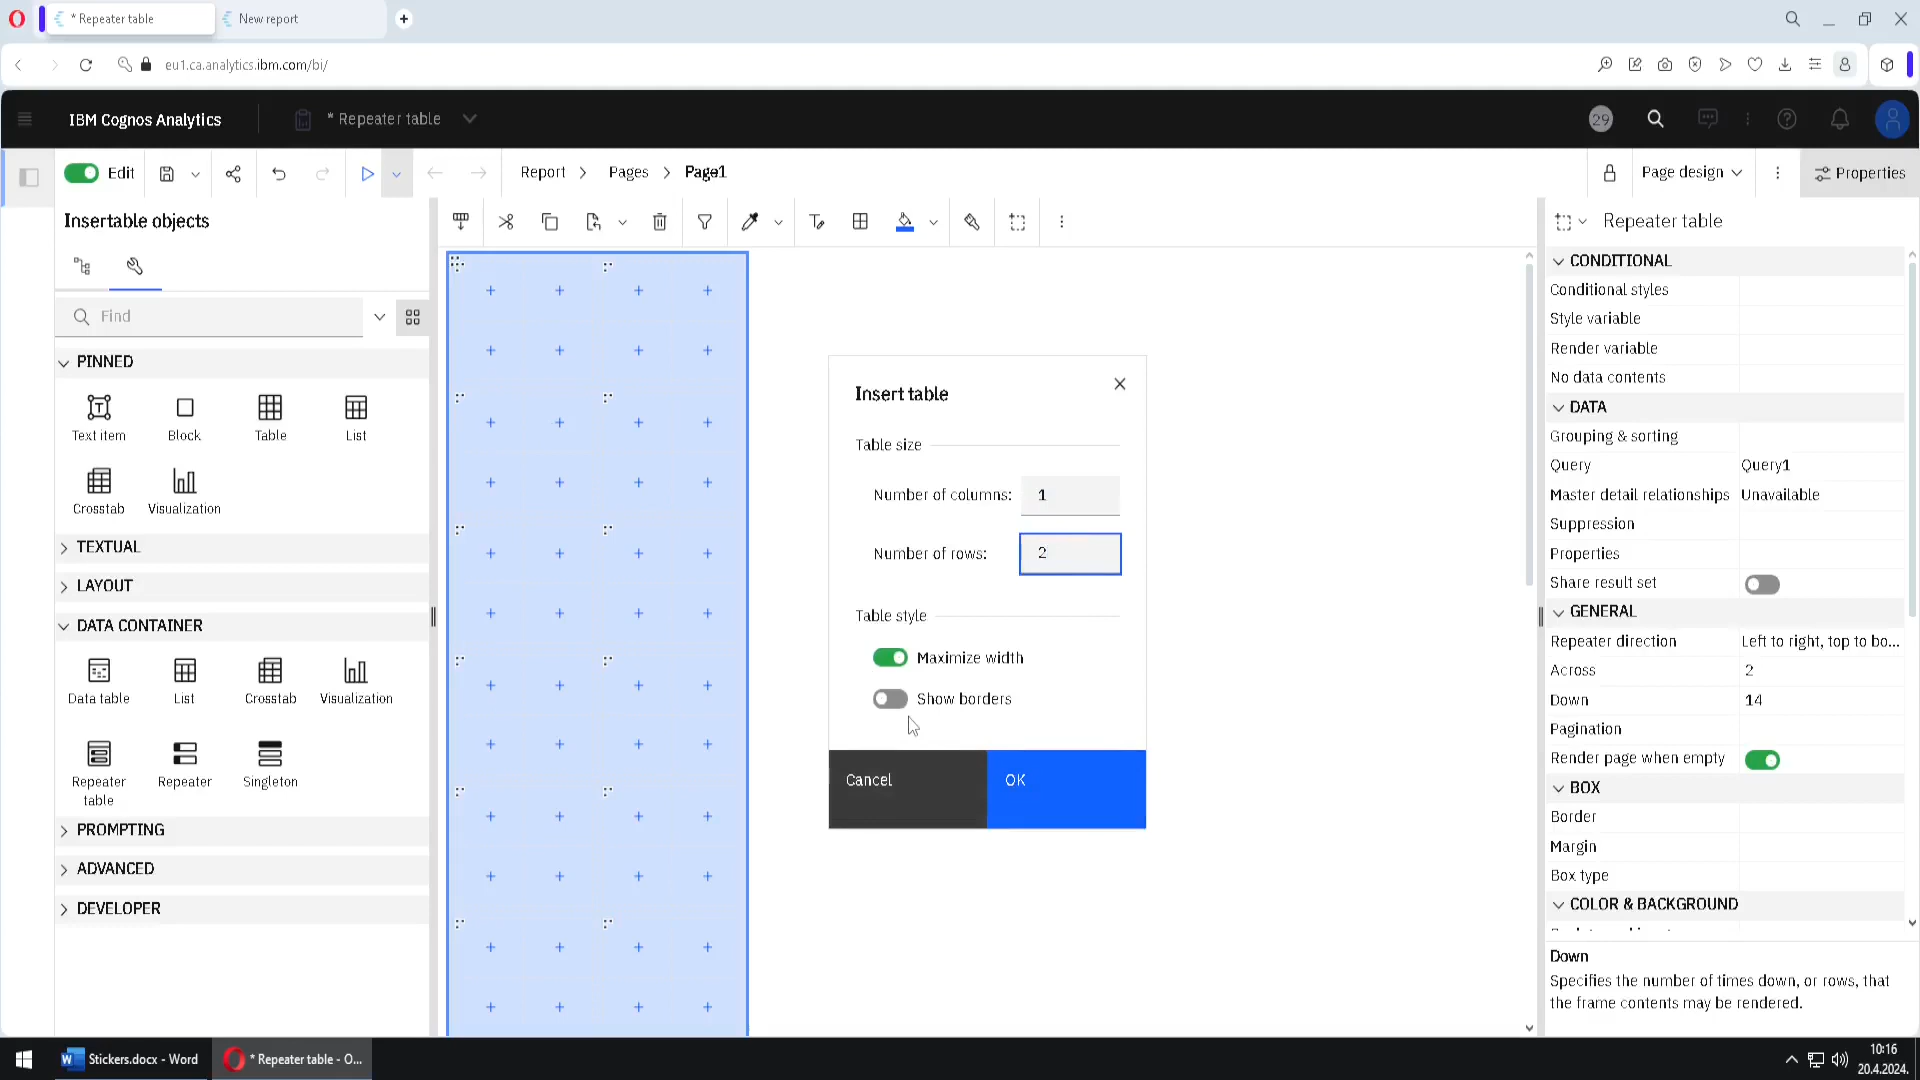 * Repeater table
New report
eu1.ca.analytics.ibm.com/bi/
IBM Cognos Analytics
* Repeater table
29
Edit
Report
Pages
Page1
Page design
Properties
Insertable objects
Repeater table
Find
PINNED
Text item
Block
Table
List
Crosstab
Visualization
TEXTUAL
LAYOUT
DATA CONTAINER
Data table
List
Crosstab
Visualization
Repeater
table
Repeater
Singleton
PROMPTING
ADVANCED
DEVELOPER
Insert table
Table size
Number of columns:
1
Number of rows:
2
Table style
Maximize width
Show borders
Cancel
OK
CONDITIONAL
Conditional styles
Style variable
Render variable
No data contents
DATA
Grouping & sorting
Query
Query1
Master detail relationships
Unavailable
Suppression
Properties
Share result set
GENERAL
Repeater direction
Left to right, top to bo...
Across
2
Down
14
Pagination
Render page when empty
BOX
Border
Margin
Box type
COLOR & BACKGROUND
Down
Specifies the number of times down, or rows, that
the frame contents may be rendered.
Stickers.docx - Word
* Repeater table - O...
10:16
20.4.2024.